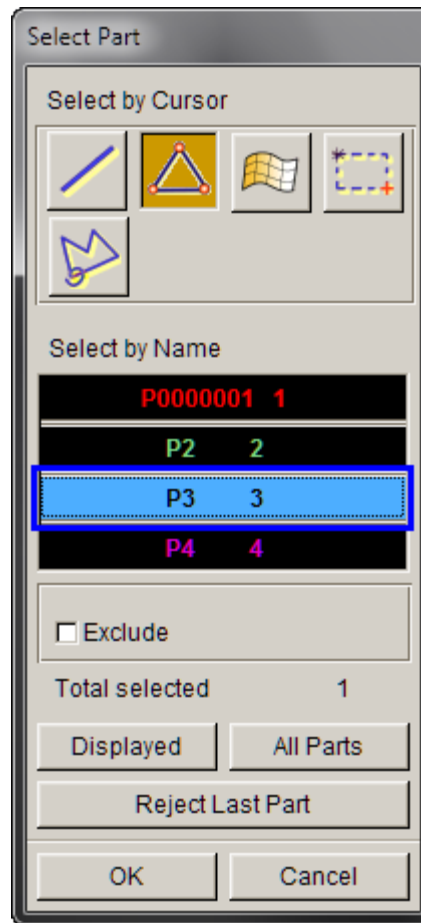 Select Part
Select by Cursor
Select by Name
P0000001 1
P2 2
P3 3
P4 4
Exclude
Total selected 1
Displayed All Parts
Reject Last Part
OK Cancel